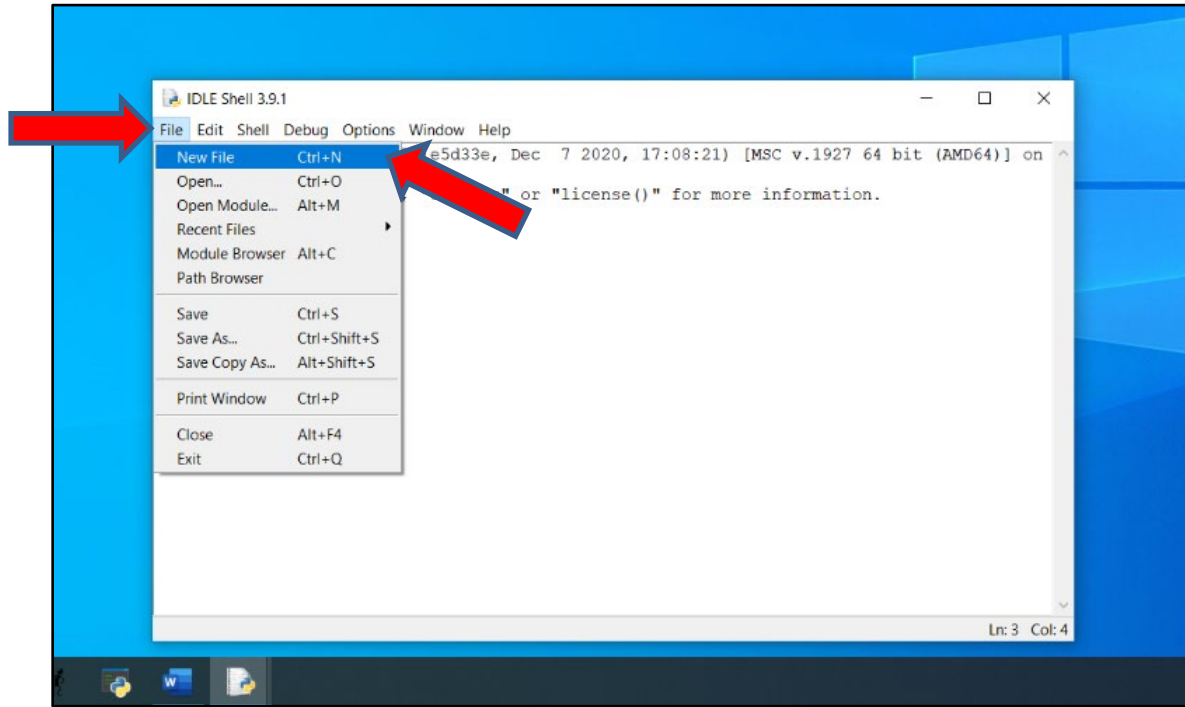 IDLE Shell 3.9.1
File Edit Shell Debug Options Window Help
New File Ctrl+N
e5d33e, Dec 7 2020, 17:08:21) [MSC v.1927 64 bit (AMD64)] on
Open... Ctrl+O
" or "license()" for more information.
Open Module... Alt+M
Recent Files
Module Browser Alt+C
Path Browser
Save Ctrl+S
Save As... Ctrl+Shift+S
Save Copy As... Alt+Shift+S
Print Window Ctrl+P
Close Alt+F4
Exit Ctrl+Q
Ln: 3 Col: 4
W